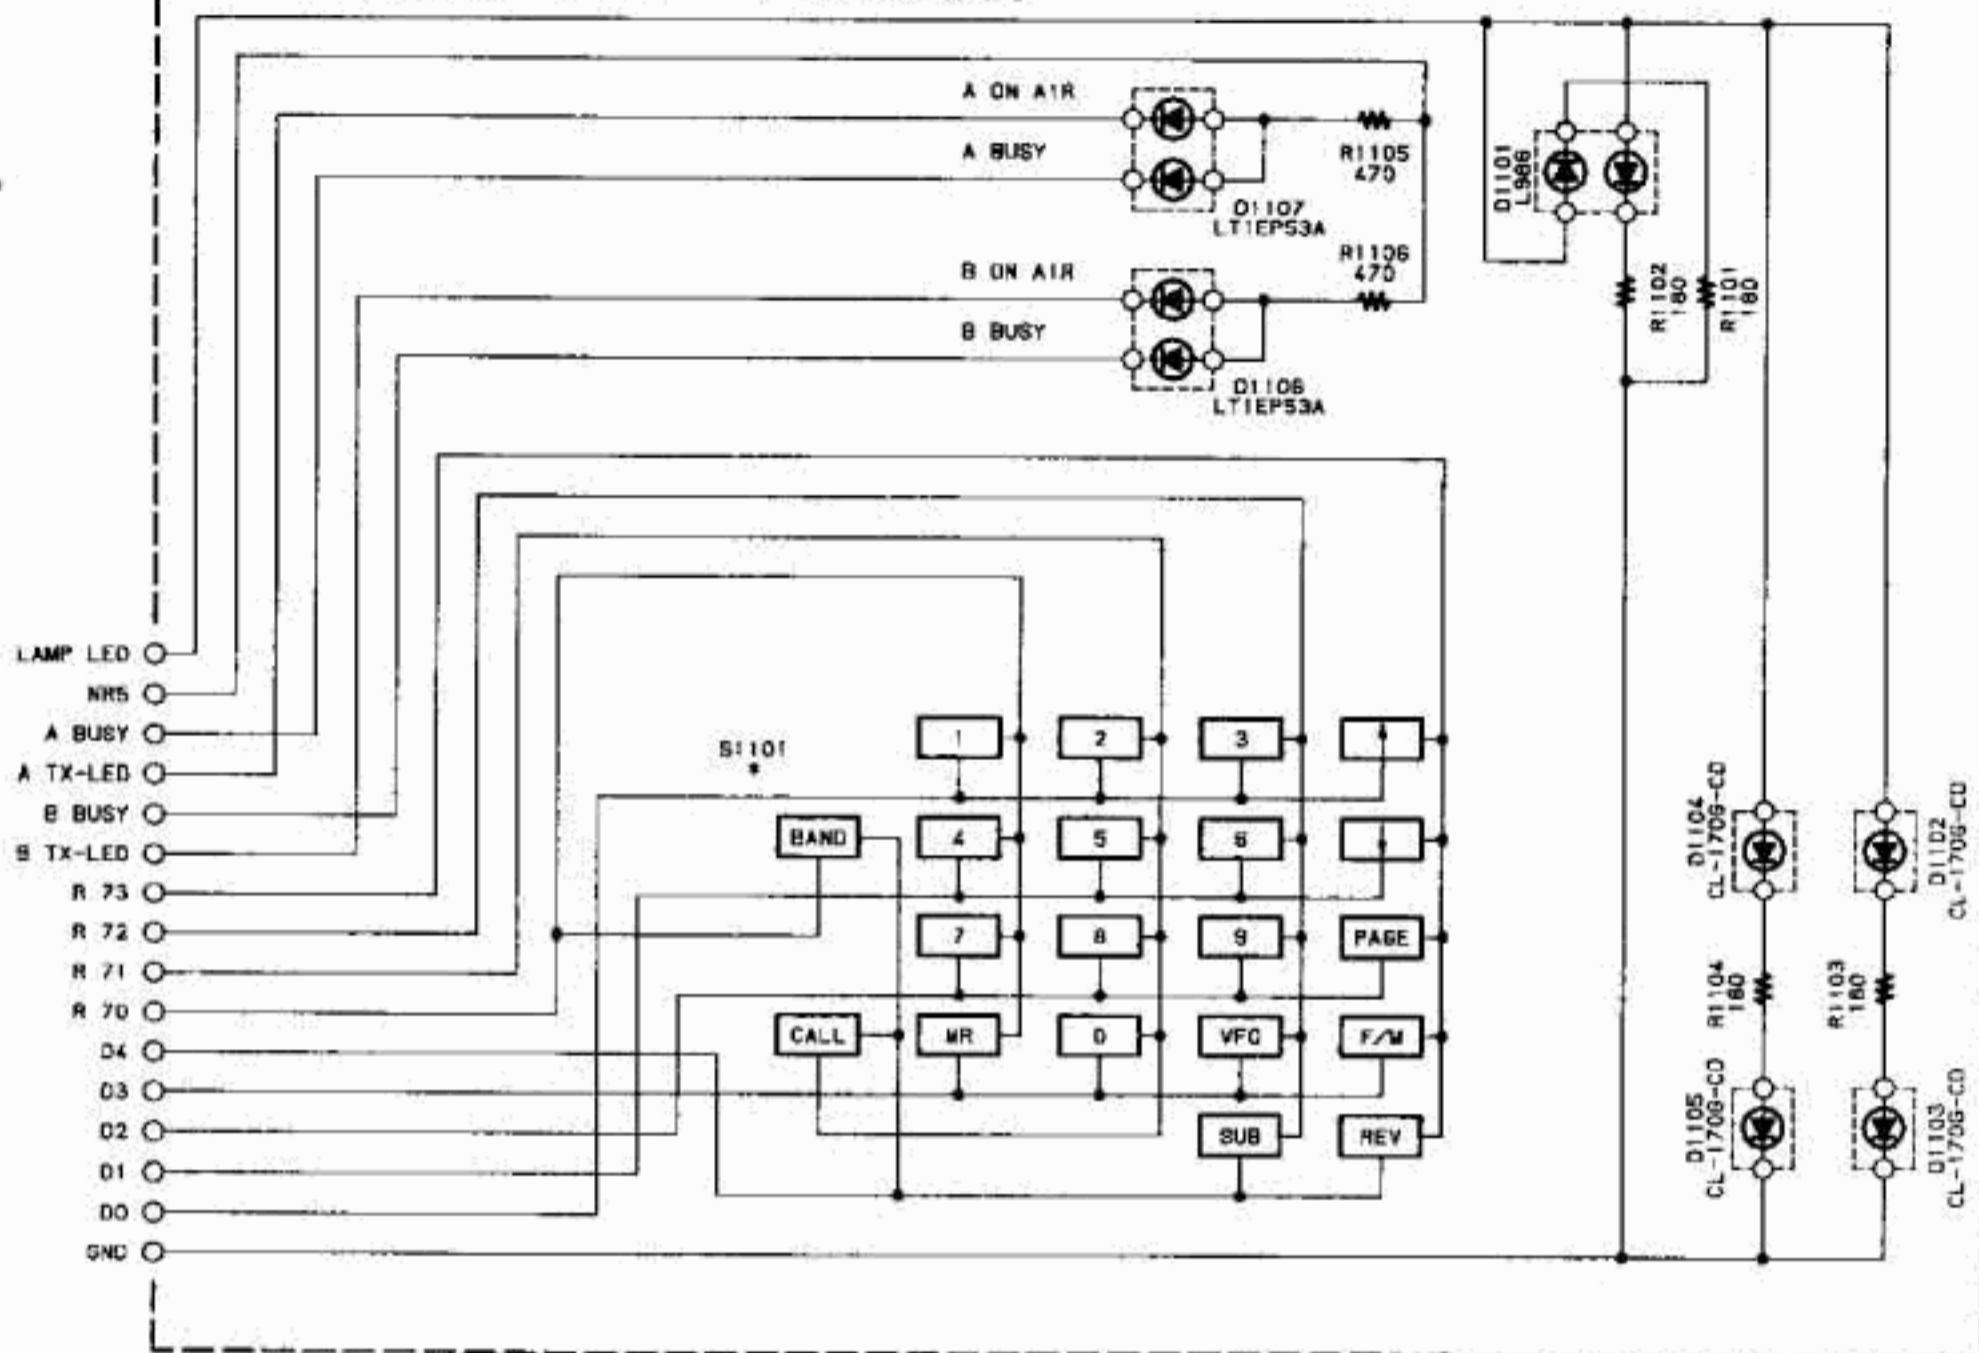 A ON AIR
A BUSY
R1105
470
D1107
LT1EP53A
R1106
470
B ON AIR
B BUSY
D1106
LT1EP53A
D1101
L986
R1102
180
R1101
180
LAMP LED
A BUSY
A TX-LED
B BUSY
B TX-LED
R 73
R 72
R 71
R 70
D4
D3
D2
D1
D0
GND
S1101
*
1
2
3
BAND
4
5
6
7
8
9
PAGE
CALL
MR
0
VFO
F/M
SUB
REV
D1104
CL-170G-CD
D1102
CL-170G-CD
R1104
180
R1103
180
D1105
CL-170G-CD
D1103
CL-170G-CD